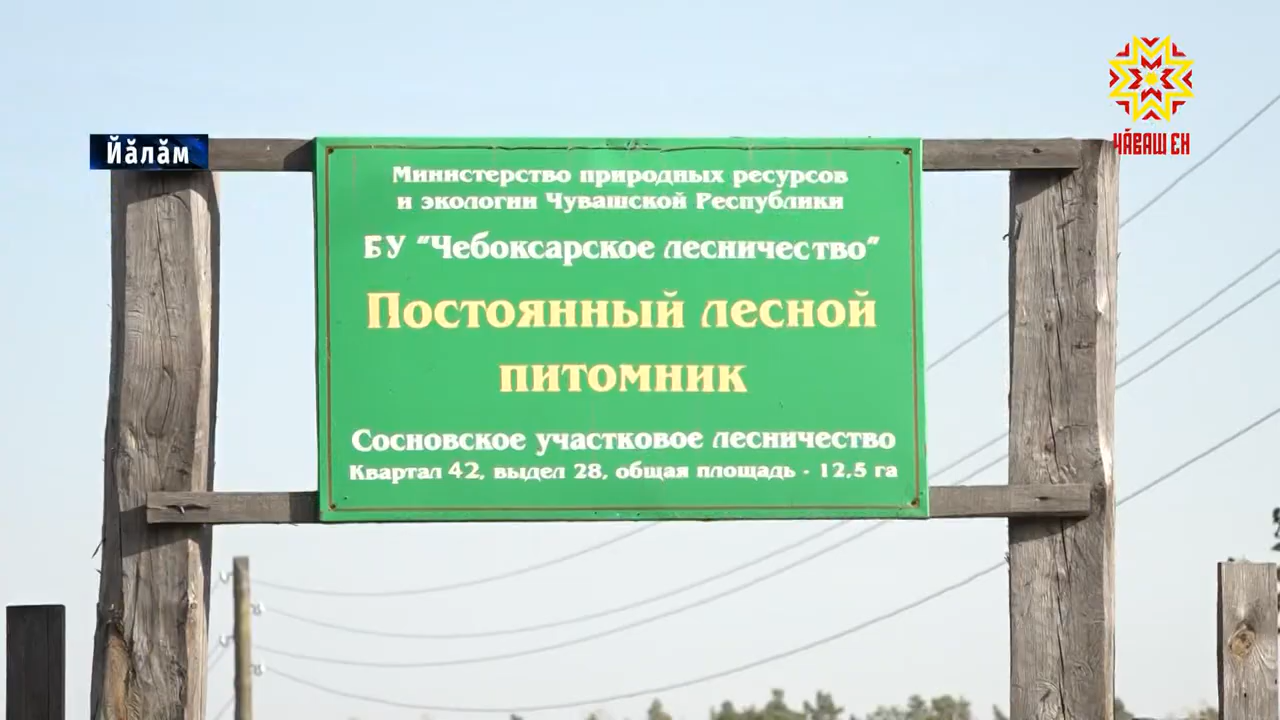 Йӑлӑм
ЧӐВАШ ЕН
Министерство природных ресурсов
и экологии Чувашской Республики
БУ "Чебоксарское лесничество"
Постоянный лесной
питомник
Сосновское участковое лесничество
Квартал 42, выдел 28, общая площадь - 12,5 га